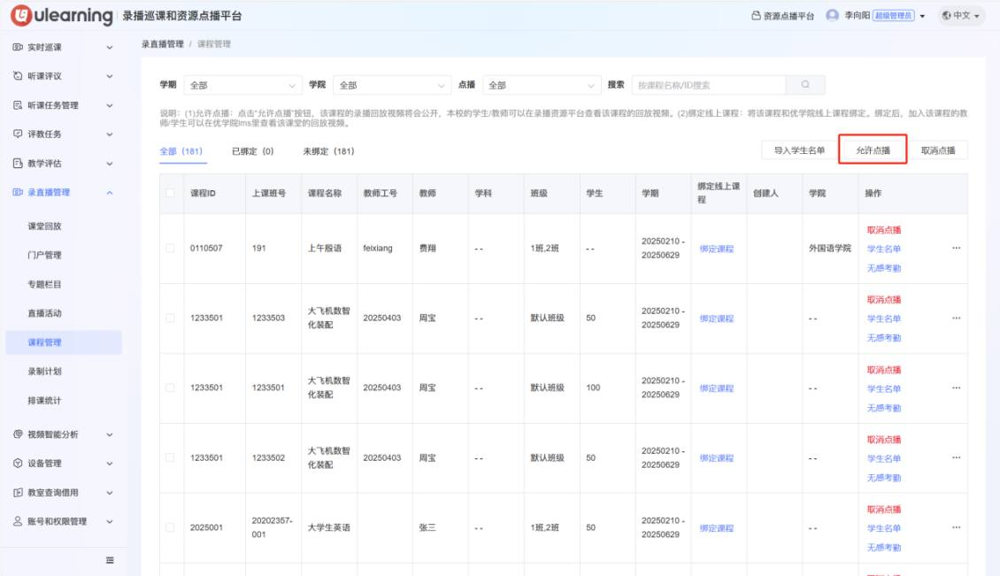 ulearning 录播巡课和资源点播平台
资源点播平台 李向阳 超级管理员 中文
实时巡课
听课评议
听课任务管理
评教任务
教学评估
录直播管理
课堂回放
门户管理
专题栏目
直播活动
课程管理
录制计划
排课统计
视频智能分析
设备管理
教室查询借用
账号和权限管理
录直播管理 / 课程管理
学期 全部 学院 全部 点播 全部 搜索 按课程名称/ID搜索
说明：(1)允许点播：点击“允许点播”按钮，该课程的录播回放视频将会公开，本校的学生/教师可以在录播资源平台查看该课程的回放视频。(2)绑定线上课程：将该课程和优学院线上课程绑定。绑定后，加入该课程的教
师/学生可以在优学院lms里查看该课堂的回放视频。
全部（181） 已绑定（0） 未绑定（181） 导入学生名单 允许点播 取消点播
课程ID 上课班号 课程名称 教师工号 教师 学科 班级 学生 学期 绑定线上课 创建人 学院 操作
程
取消点播
0110507 191 上午股语 feixiang 费翔 -- 1班,2班 -- 20250210 - 绑定课程 外国语学院 学生名单 ...
20250629
无感考勤
取消点播
1233501 1233503 大飞机数智 20250403 周宝 -- 默认班级 50 20250210 - 绑定课程 -- 学生名单 ...
化装配 20250629
无感考勤
取消点播
1233501 1233501 大飞机数智 20250403 周宝 -- 默认班级 100 20250210 - 绑定课程 -- 学生名单 ...
化装配 20250629
无感考勤
取消点播
1233501 1233502 大飞机数智 20250403 周宝 -- 默认班级 50 20250210 - 绑定课程 -- 学生名单 ...
化装配 20250629
无感考勤
取消点播
2025001 20202357- 大学生英语 张三 -- 1班,2班 50 20250210 - 绑定课程 -- 学生名单 ...
001 20250629
无感考勤